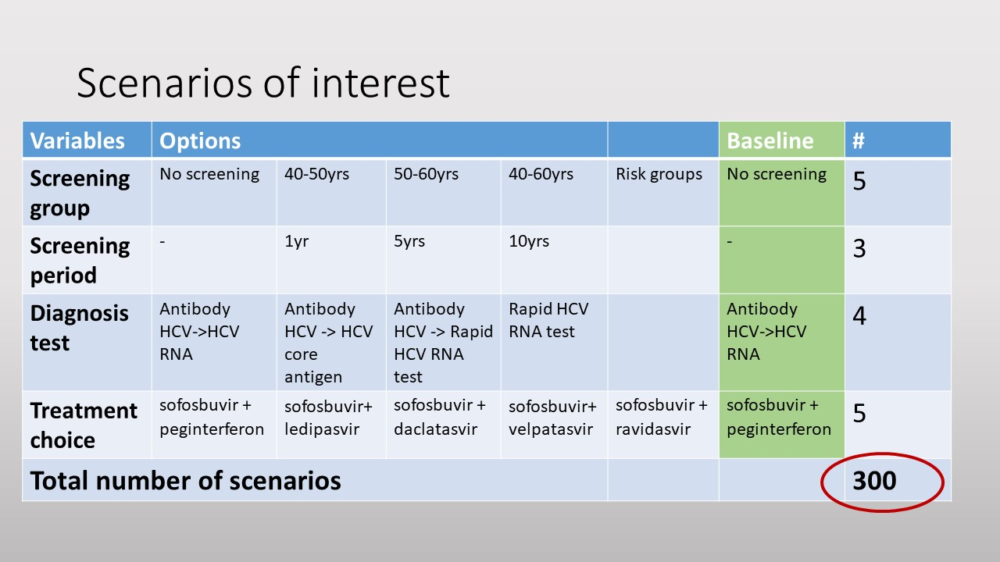 Scenarios of interest
Variables Options Baseline #
Screening group No screening 40-50yrs 50-60yrs 40-60yrs Risk groups No screening 5
Screening period - 1yr 5yrs 10yrs - 3
Diagnosis test Antibody HCV->HCV RNA Antibody HCV -> HCV core antigen Antibody HCV -> Rapid HCV RNA test Rapid HCV RNA test Antibody HCV->HCV RNA 4
Treatment choice sofosbuvir + peginterferon sofosbuvir+ ledipasvir sofosbuvir + daclatasvir sofosbuvir+ velpatasvir sofosbuvir + ravidasvir sofosbuvir + peginterferon 5
Total number of scenarios 300